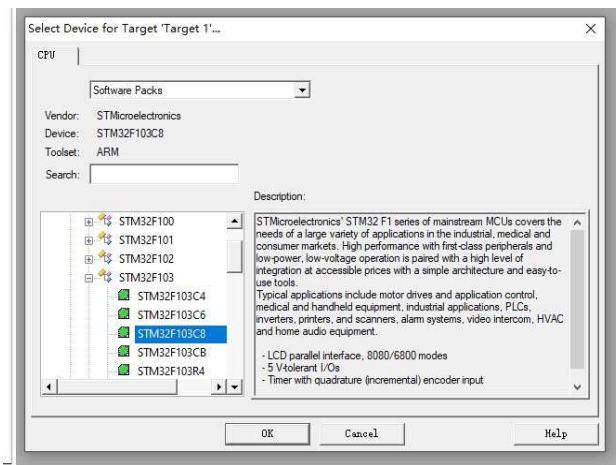 Select Device for Target 'Target 1'...
CPU
Software Packs
Vendor: STMicroelectronics
Device: STM32F103C8
Toolset: ARM
Search:
Description:
STM32F100
STM32F101
STM32F102
STM32F103
STM32F103C4
STM32F103C6
STM32F103C8
STM32F103CB
STM32F103R4
STMicroelectronics' STM32 F1 series of mainstream MCUs covers the
needs of a large variety of applications in the industrial, medical and
consumer markets. High performance with first-class peripherals and
low-power, low-voltage operation is paired with a high level of
integration at accessible prices with a simple architecture and easy-to-
use tools.
Typical applications include motor drives and application control,
medical and handheld equipment, industrial applications, PLCs,
inverters, printers, and scanners, alarm systems, video intercom, HVAC
and home audio equipment.
- LCD parallel interface, 8080/6800 modes
- 5 V-tolerant I/Os
- Timer with quadrature (incremental) encoder input
OK
Cancel
Help